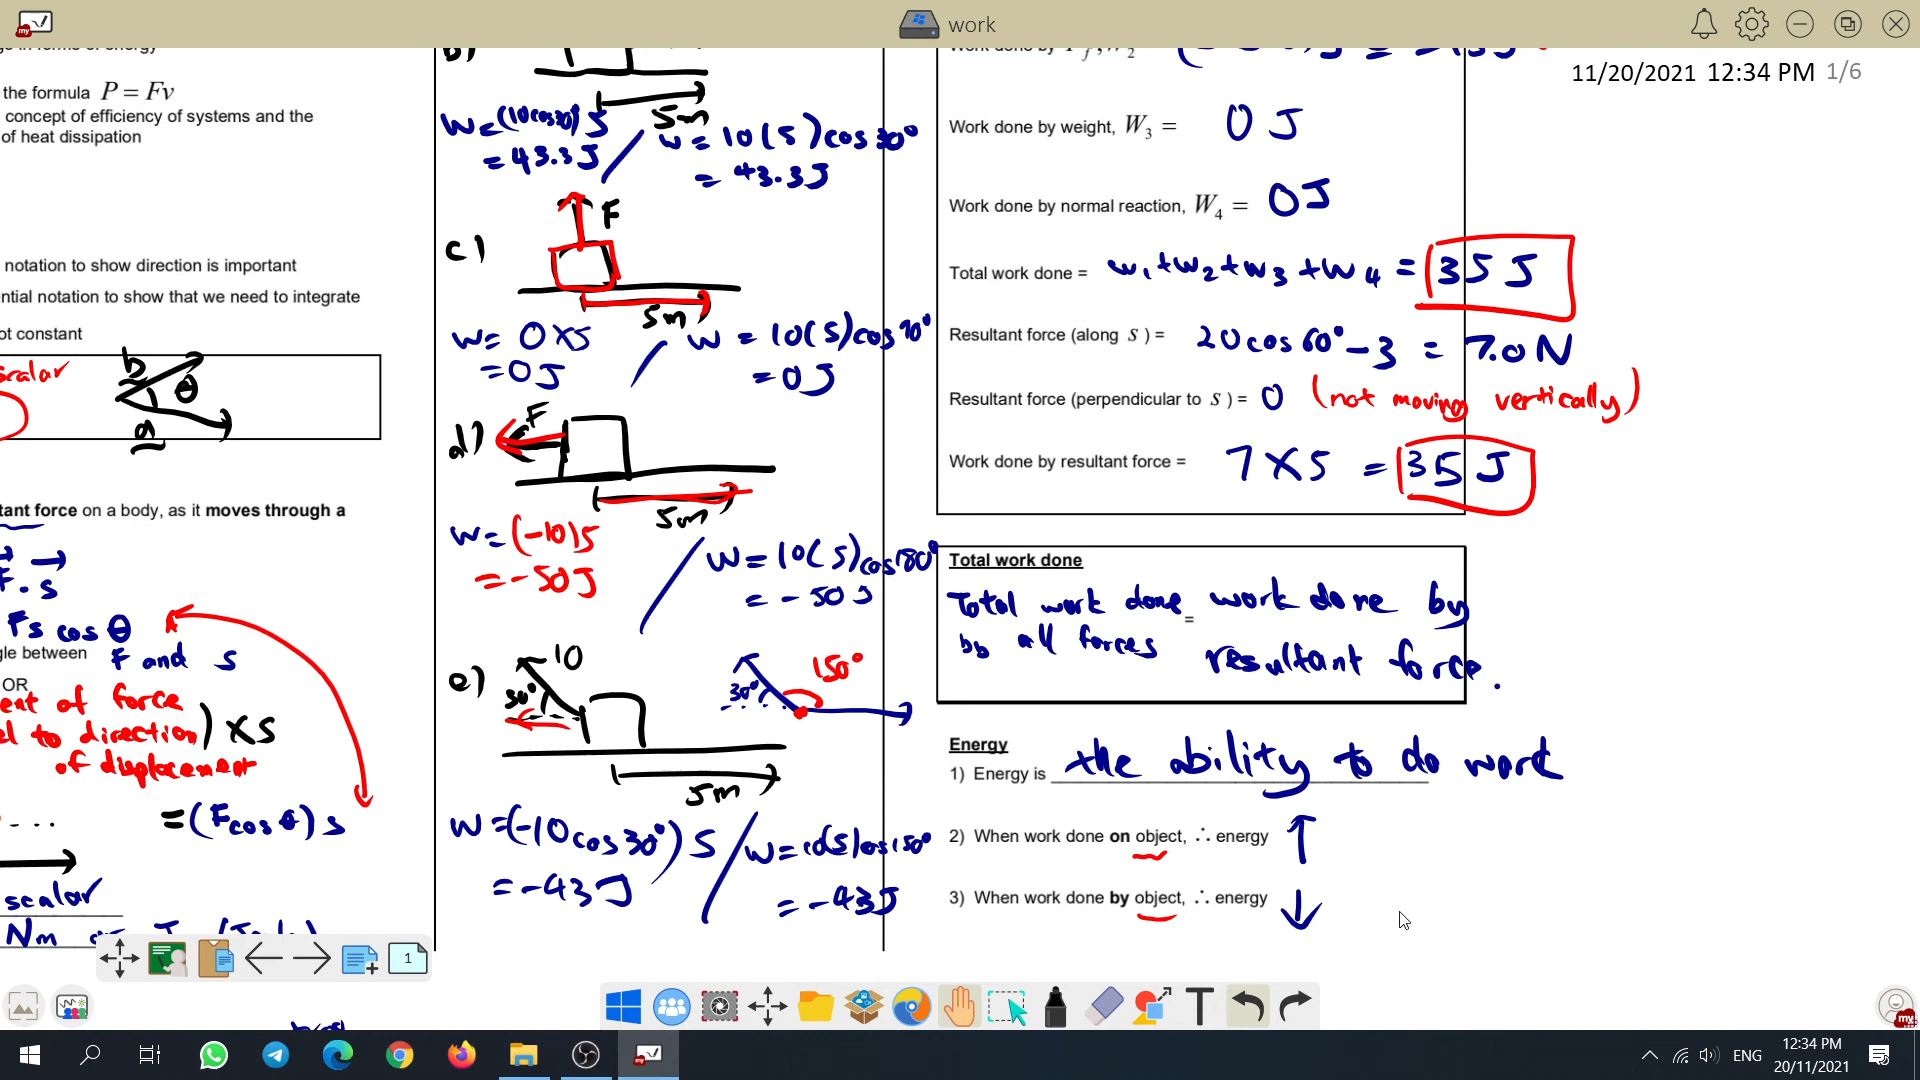 work
11/20/2021 12:34 PM 1/6
the formula P = Fv
concept of efficiency of systems and the
of heat dissipation
notation to show direction is important
ntial notation to show that we need to integrate
ot constant
scalar
b
θ
a
tant force on a body, as it moves through a
F . s
Fs cos θ
gle between F and s
OR
ent of force
el to direction) × s
of displacement
= (F cos θ) s
scalar
Nm
b)
5m
W = (10cos30°) 5
= 43.3J
W = 10(5)cos30°
= 43.3J
c)
F
5m
W = 0 × 5
= 0J
W = 10(5)cos90°
= 0J
d)
F
5m
W = (-10)5
= -50J
W = 10(5)cos180°
= -50J
e)
10
30°
30°
150°
5m
W = (-10cos30°) 5
= -43J
W = 10(5)cos150°
= -43J
Work done by weight, W3 = 0 J
Work done by normal reaction, W4 = 0J
Total work done = W1+W2+W3+W4 = 35J
Resultant force (along s ) = 20cos60° - 3 = 7.0N
Resultant force (perpendicular to s ) = 0 (not moving vertically)
Work done by resultant force = 7 × 5 = 35 J
Total work done
Total work done = work done by
by all forces resultant force.
Energy
1) Energy is the ability to do work
2) When work done on object, ∴ energy ↑
3) When work done by object, ∴ energy ↓
1
T
my
ENG
12:34 PM
20/11/2021